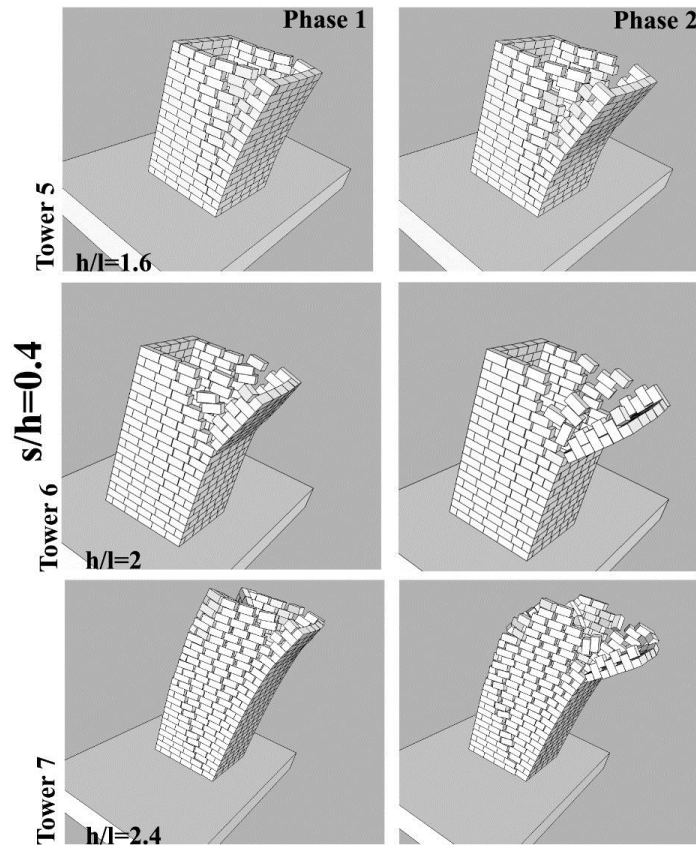 Phase 1
Phase 2
Tower 5
h/l=1.6
s/h=0.4
Tower 6
h/l=2
Tower 7
h/l=2.4